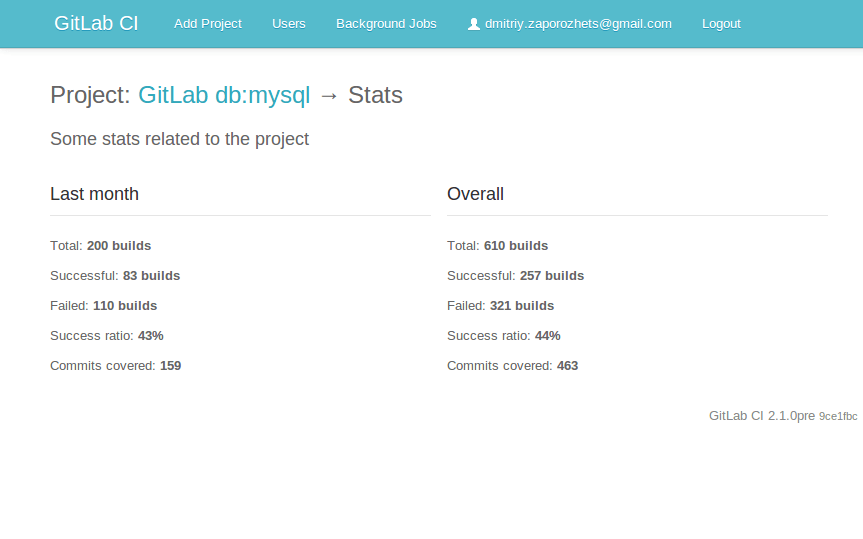 GitLab CI Add Project Users Background Jobs dmitriy.zaporozhets@gmail.com Logout
Project: GitLab db:mysql → Stats
Some stats related to the project
Last month
Total: 200 builds
Successful: 83 builds
Failed: 110 builds
Success ratio: 43%
Commits covered: 159
Overall
Total: 610 builds
Successful: 257 builds
Failed: 321 builds
Success ratio: 44%
Commits covered: 463
GitLab CI 2.1.0pre 9ce1fbc